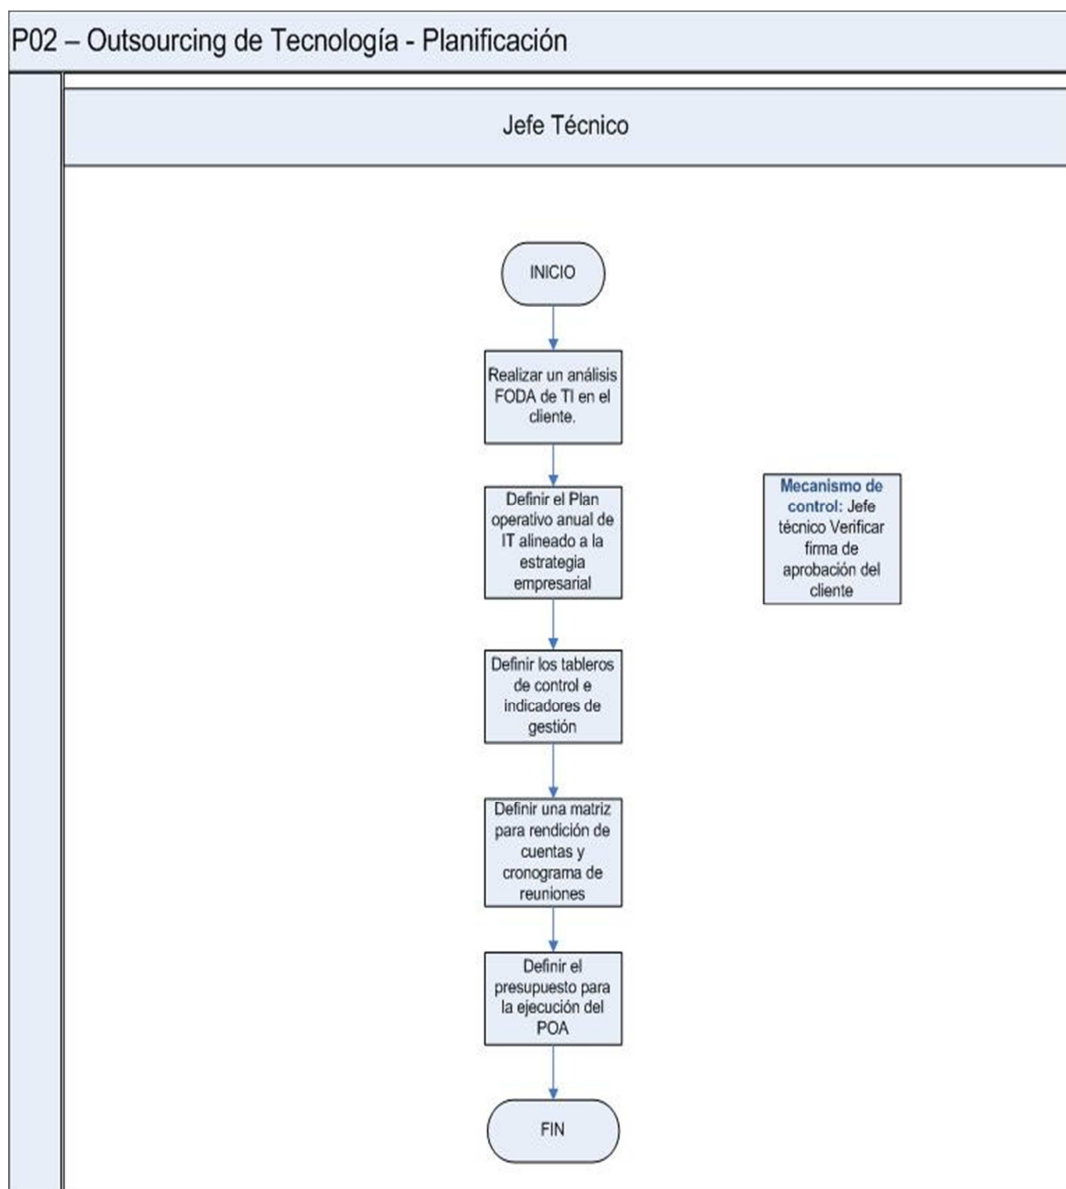 P02 – Outsourcing de Tecnología - Planificación
Jefe Técnico
INICIO
Realizar un análisis
FODA de TI en el
cliente.
Definir el Plan
operativo anual de
IT alineado a la
estrategia
empresarial
Mecanismo de
control: Jefe
técnico Verificar
firma de
aprobación del
cliente
Definir los tableros
de control e
indicadores de
gestión
Definir una matriz
para rendición de
cuentas y
cronograma de
reuniones
Definir el
presupuesto para
la ejecución del
POA
FIN